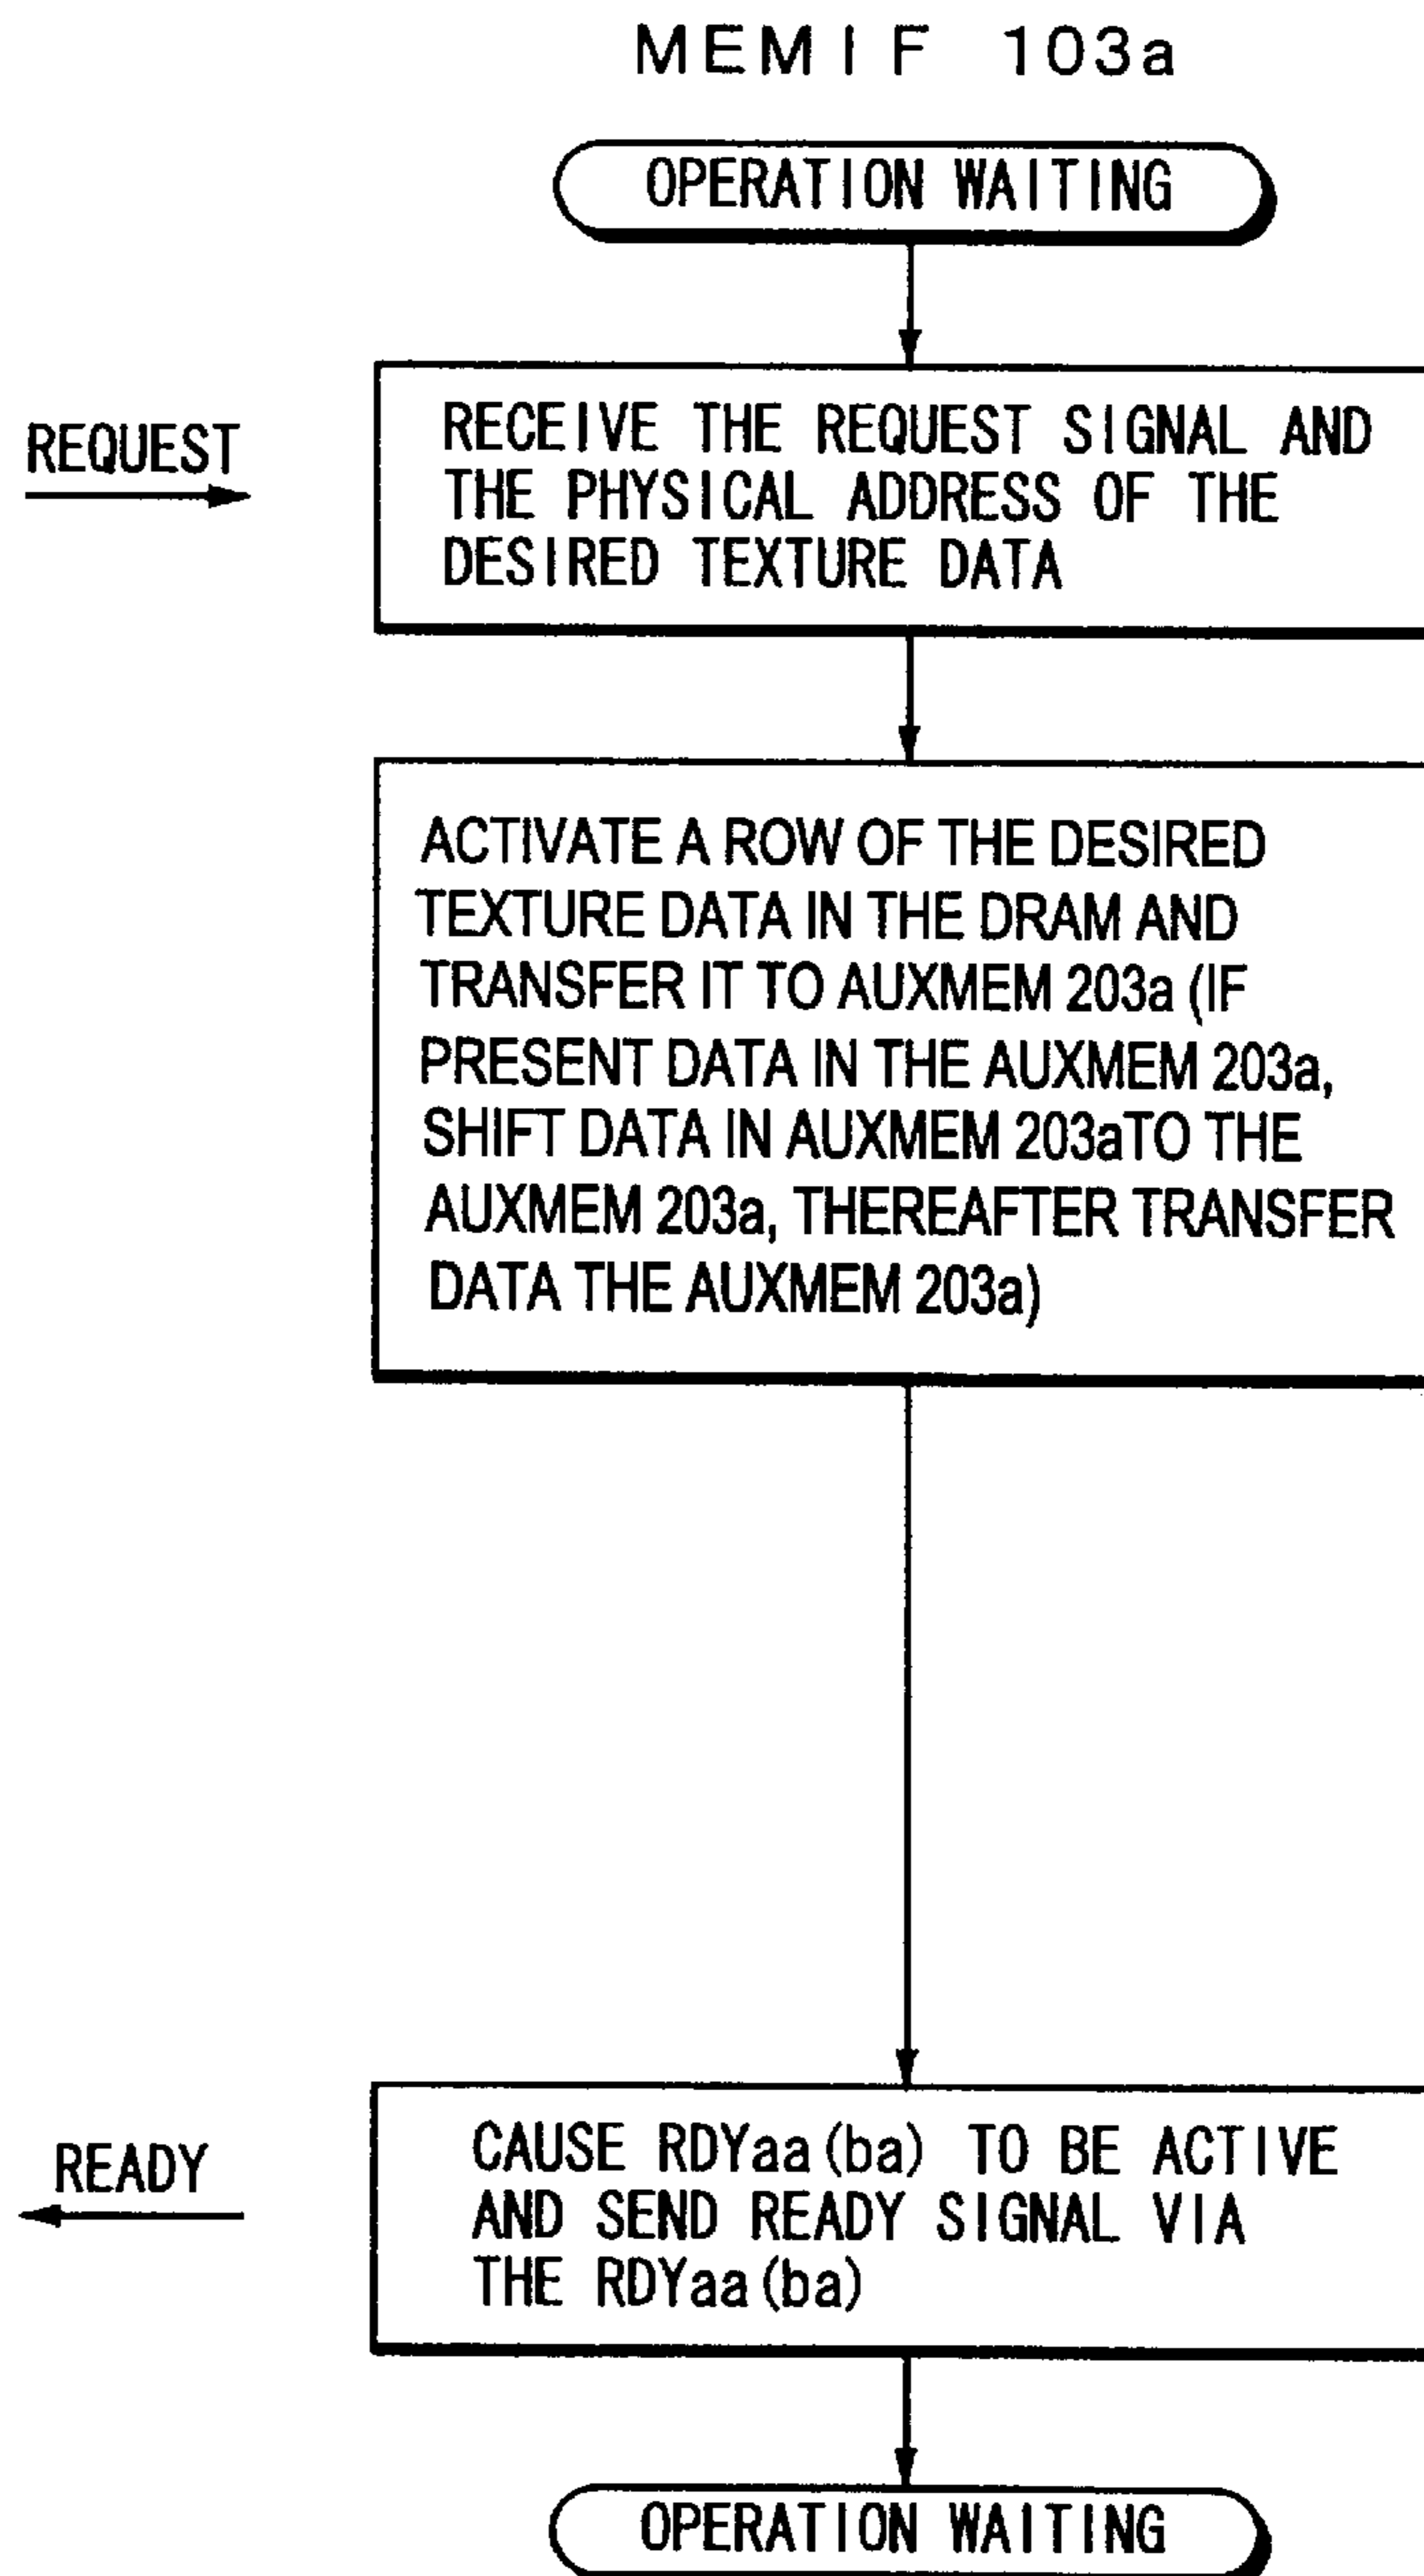 MEMIF 103a
OPERATION WAITING
REQUEST
RECEIVE THE REQUEST SIGNAL AND
THE PHYSICAL ADDRESS OF THE
DESIRED TEXTURE DATA
ACTIVATE A ROW OF THE DESIRED
TEXTURE DATA IN THE DRAM AND
TRANSFER IT TO AUXMEM 203a (IF
PRESENT DATA IN THE AUXMEM 203a,
SHIFT DATA IN AUXMEM 203aTO THE
AUXMEM 203a, THEREAFTER TRANSFER
DATA THE AUXMEM 203a)
READY
CAUSE RDYaa(ba) TO BE ACTIVE
AND SEND READY SIGNAL VIA
THE RDYaa(ba)
OPERATION WAITING